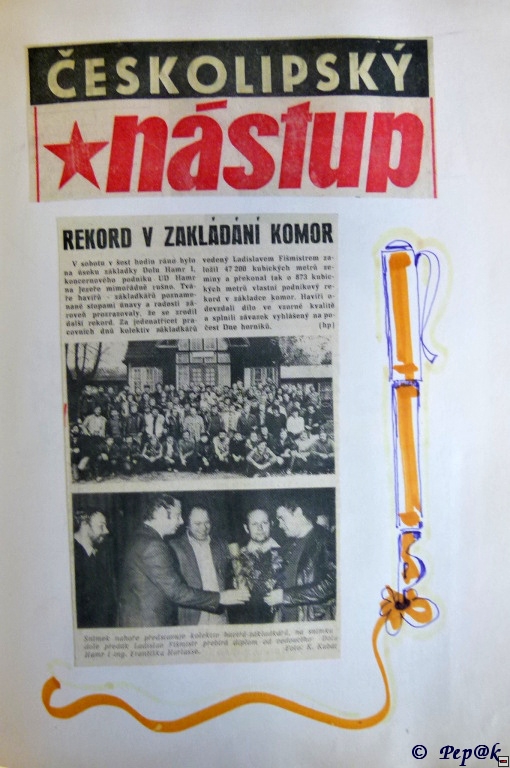 ČESKOLIPSKÝ
nástup
REKORD V ZAKLÁDÁNÍ KOMOR
V sobotu v šest hodin ráno bylo
na úseku základky Dolu Hamr I,
koncernového podniku UD Hamr
na Jezeře mimořádně rušno. Tvá-
ře havířů - základkářů pozname-
nané stopami únavy a radosti zá-
roveň prozrazovaly, že se zrodil
další rekord. Za jedenatřicet pra-
covních dnů kolektiv základkářů
vedený Ladislavem Fišmistrem za-
ložil 47 200 kubických metrů ze-
miny a překonal tak o 873 kubic-
kých metrů vlastní podnikový re-
kord v základce komor. Havíři o-
devzdali dílo ve vzorné kvalitě
a splnili závazek vyhlášený na po-
čest Dne horníků. (hp)
Snímek nahoře představuje kolektiv havířů-základkářů, na snímku
dole předák Ladislav Fišmistr přebírá diplom od vedoucího Dolu
Hamr I ing. Františka
Foto: K.
© Pep@k